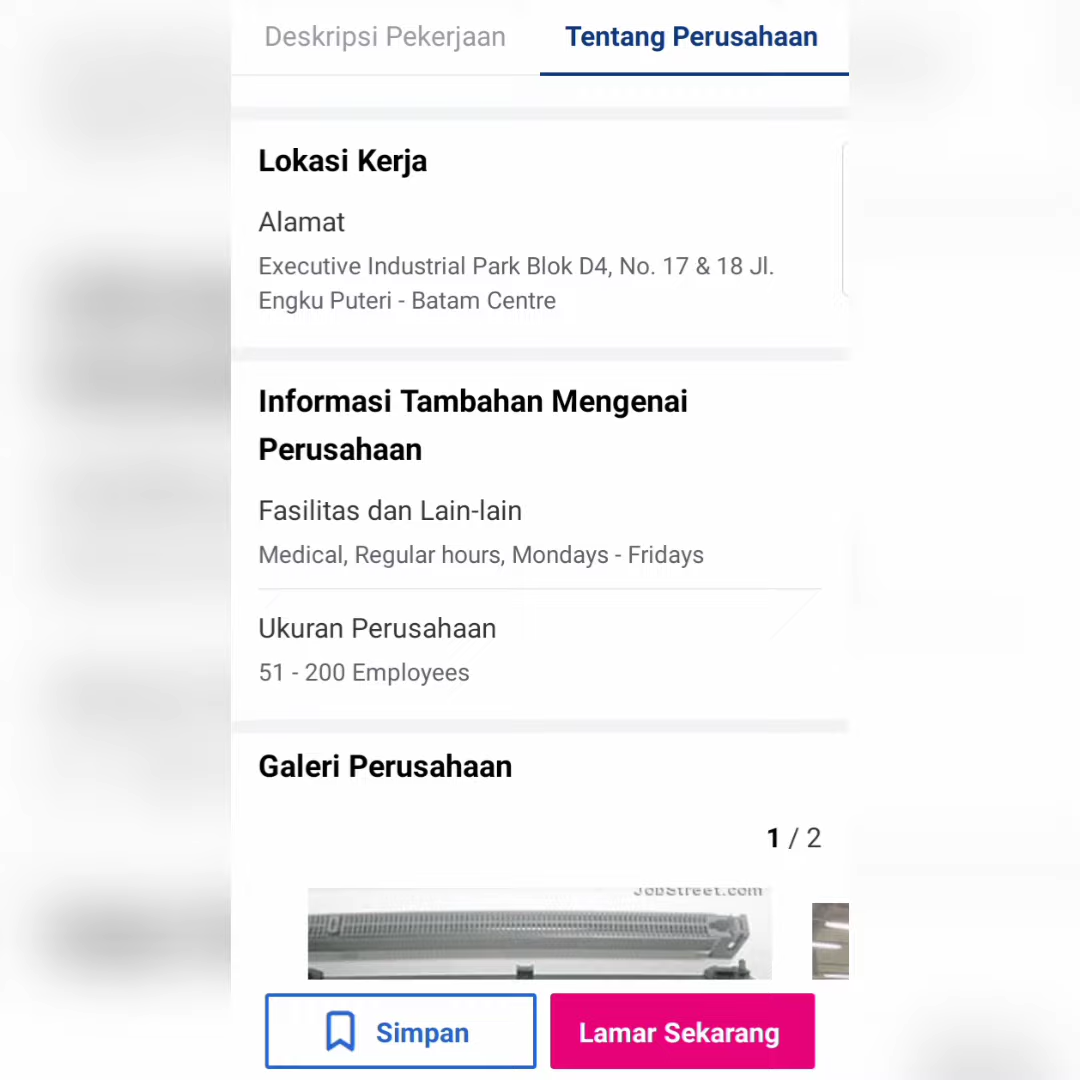 Deskripsi Pekerjaan
Tentang Perusahaan
Lokasi Kerja
Alamat
Executive Industrial Park Blok D4, No. 17 & 18 Jl.
Engku Puteri - Batam Centre
Informasi Tambahan Mengenai
Perusahaan
Fasilitas dan Lain-lain
Medical, Regular hours, Mondays - Fridays
Ukuran Perusahaan
51 - 200 Employees
Galeri Perusahaan
1 / 2
JobStreet.com
Simpan
Lamar Sekarang